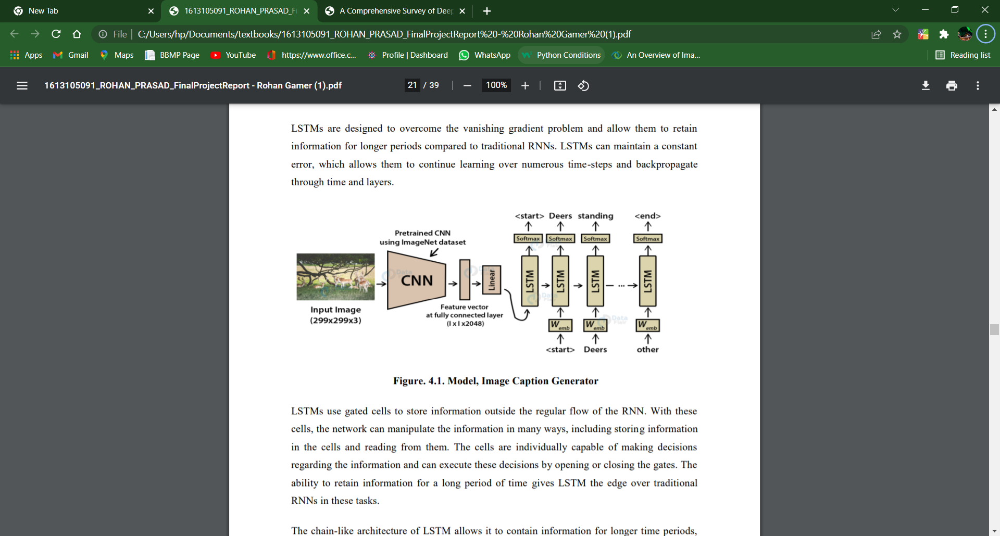 New Tab
1613105091_ROHAN_PRASAD_Fi
A Comprehensive Survey of Deep
File
C:/Users/hp/Documents/textbooks/1613105091_ROHAN_PRASAD_FinalProjectReport%20-%20Rohan%20Gamer%20(1).pdf
Apps
Gmail
Maps
BBMP Page
YouTube
https://www.office.c...
Profile | Dashboard
WhatsApp
Python Conditions
An Overview of Ima...
Reading list
1613105091_ROHAN_PRASAD_FinalProjectReport - Rohan Gamer (1).pdf
21 / 39
100%
LSTMs are designed to overcome the vanishing gradient problem and allow them to retain
information for longer periods compared to traditional RNNs. LSTMs can maintain a constant
error, which allows them to continue learning over numerous time-steps and backpropagate
through time and layers.
<start> Deers standing <end>
Pretrained CNN
using ImageNet dataset
Softmax Softmax Softmax Softmax
CNN
Linear
LSTM LSTM LSTM ... LSTM
Input Image
(299x299x3)
Feature vector
at fully connected layer
(1 x 1 x2048)
Data Flair
Wemb Wemb Wemb
<start> Deers other
Figure. 4.1. Model, Image Caption Generator
LSTMs use gated cells to store information outside the regular flow of the RNN. With these
cells, the network can manipulate the information in many ways, including storing information
in the cells and reading from them. The cells are individually capable of making decisions
regarding the information and can execute these decisions by opening or closing the gates. The
ability to retain information for a long period of time gives LSTM the edge over traditional
RNNs in these tasks.
The chain-like architecture of LSTM allows it to contain information for longer time periods,